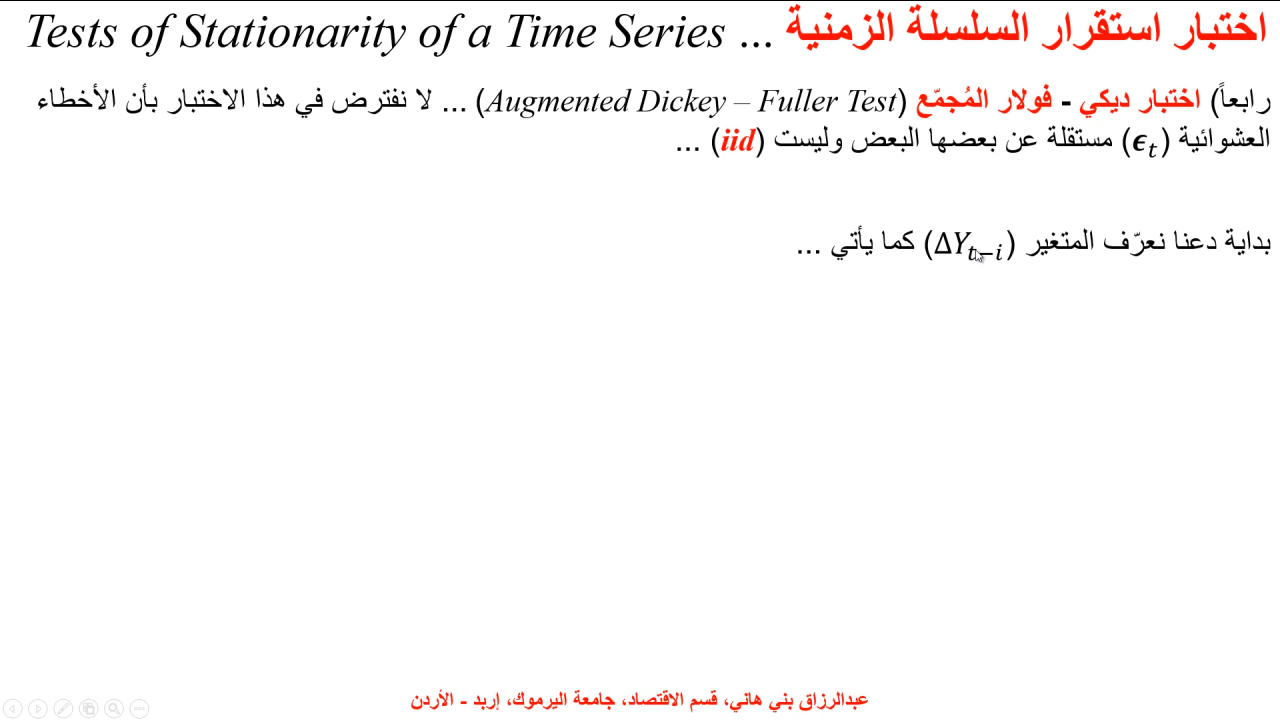 اختبار استقرار السلسلة الزمنية ... Tests of Stationarity of a Time Series
رابعاً) اختبار ديكي - فولار المُجمّع (Augmented Dickey – Fuller Test) ... لا نفترض في هذا الاختبار بأن الأخطاء
العشوائية (ϵₜ) مستقلة عن بعضها البعض وليست (iid) ...
بداية دعنا نعرّف المتغير (ΔYₜ₋ᵢ) كما يأتي ...
عبدالرزاق بني هاني، قسم الاقتصاد، جامعة اليرموك، إربد - الأردن